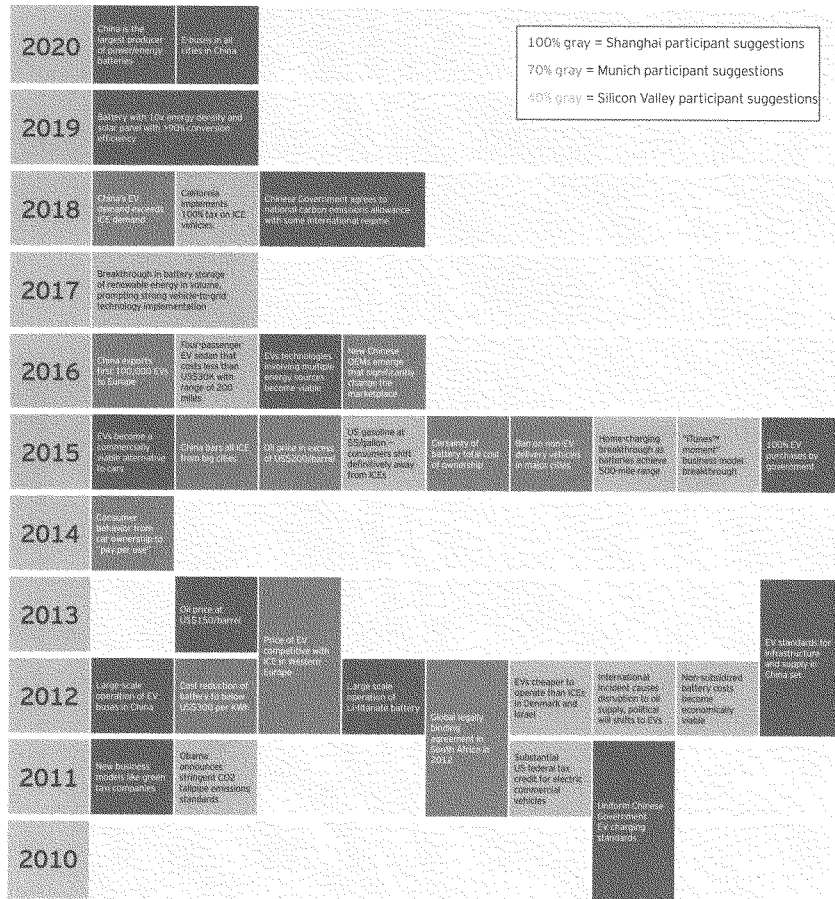 2020
China is the
largest producer
of power/energy
batteries
E-buses in all
cities in China
100% gray = Shanghai participant suggestions
70% gray = Munich participant suggestions
40% gray = Silicon Valley participant suggestions
2019
Battery with 10x energy density and
solar panel with >90% conversion
efficiency
2018
China's EV
demand exceeds
ICE demand
California
implements
100% tax on ICE
vehicles
Chinese Government agrees to
national carbon emissions allowance
with some international regime
2017
Breakthrough in battery storage
of renewable energy in volume,
prompting strong vehicle-to-grid
technology implementation
2016
China exports
first 100,000 EVs
to Europe
Four-passenger
EV sedan that
costs less than
US$30K with
range of 200
miles
EVs technologies
involving multiple
energy sources
become viable
New Chinese
OEMs emerge
that significantly
change the
marketplace
2015
EVs become a
commercially
viable alternative
to cars
China bars all ICE
from big cities
Oil price in excess
of US$200/barrel
US gasoline at
$5/gallon –
consumers shift
definitively away
from ICEs
Certainty of
battery total cost
of ownership
Ban on non-EV
delivery vehicles
in major cities
Home-charging
breakthrough as
batteries achieve
500-mile range
"iTunes™
moment"
business model
breakthrough
100% EV
purchases by
government
2014
Consumer
behavior from
car ownership to
"pay per use"
2013
Oil price at
US$150/barrel
Price of EV
competitive with
ICE in Western
Europe
EV standards for
infrastructure
and supply in
China set
2012
Large-scale
operation of EV
buses in China
Cost reduction of
battery to below
US$300 per KWh
Large scale
operation of
Li-titanate battery
Global legally
binding
agreement in
South Africa in
2012
EVs cheaper to
operate than ICEs
in Denmark and
Israel
International
incident causes
disruption to oil
supply, political
will shifts to EVs
Non-subsidized
battery costs
become
economically
viable
2011
New business
models like green
taxi companies
Obama
announces
stringent CO2
tailpipe emissions
standards
Substantial
US federal tax
credit for electric
commercial
vehicles
Uniform Chinese
Government
EV charging
standards
2010